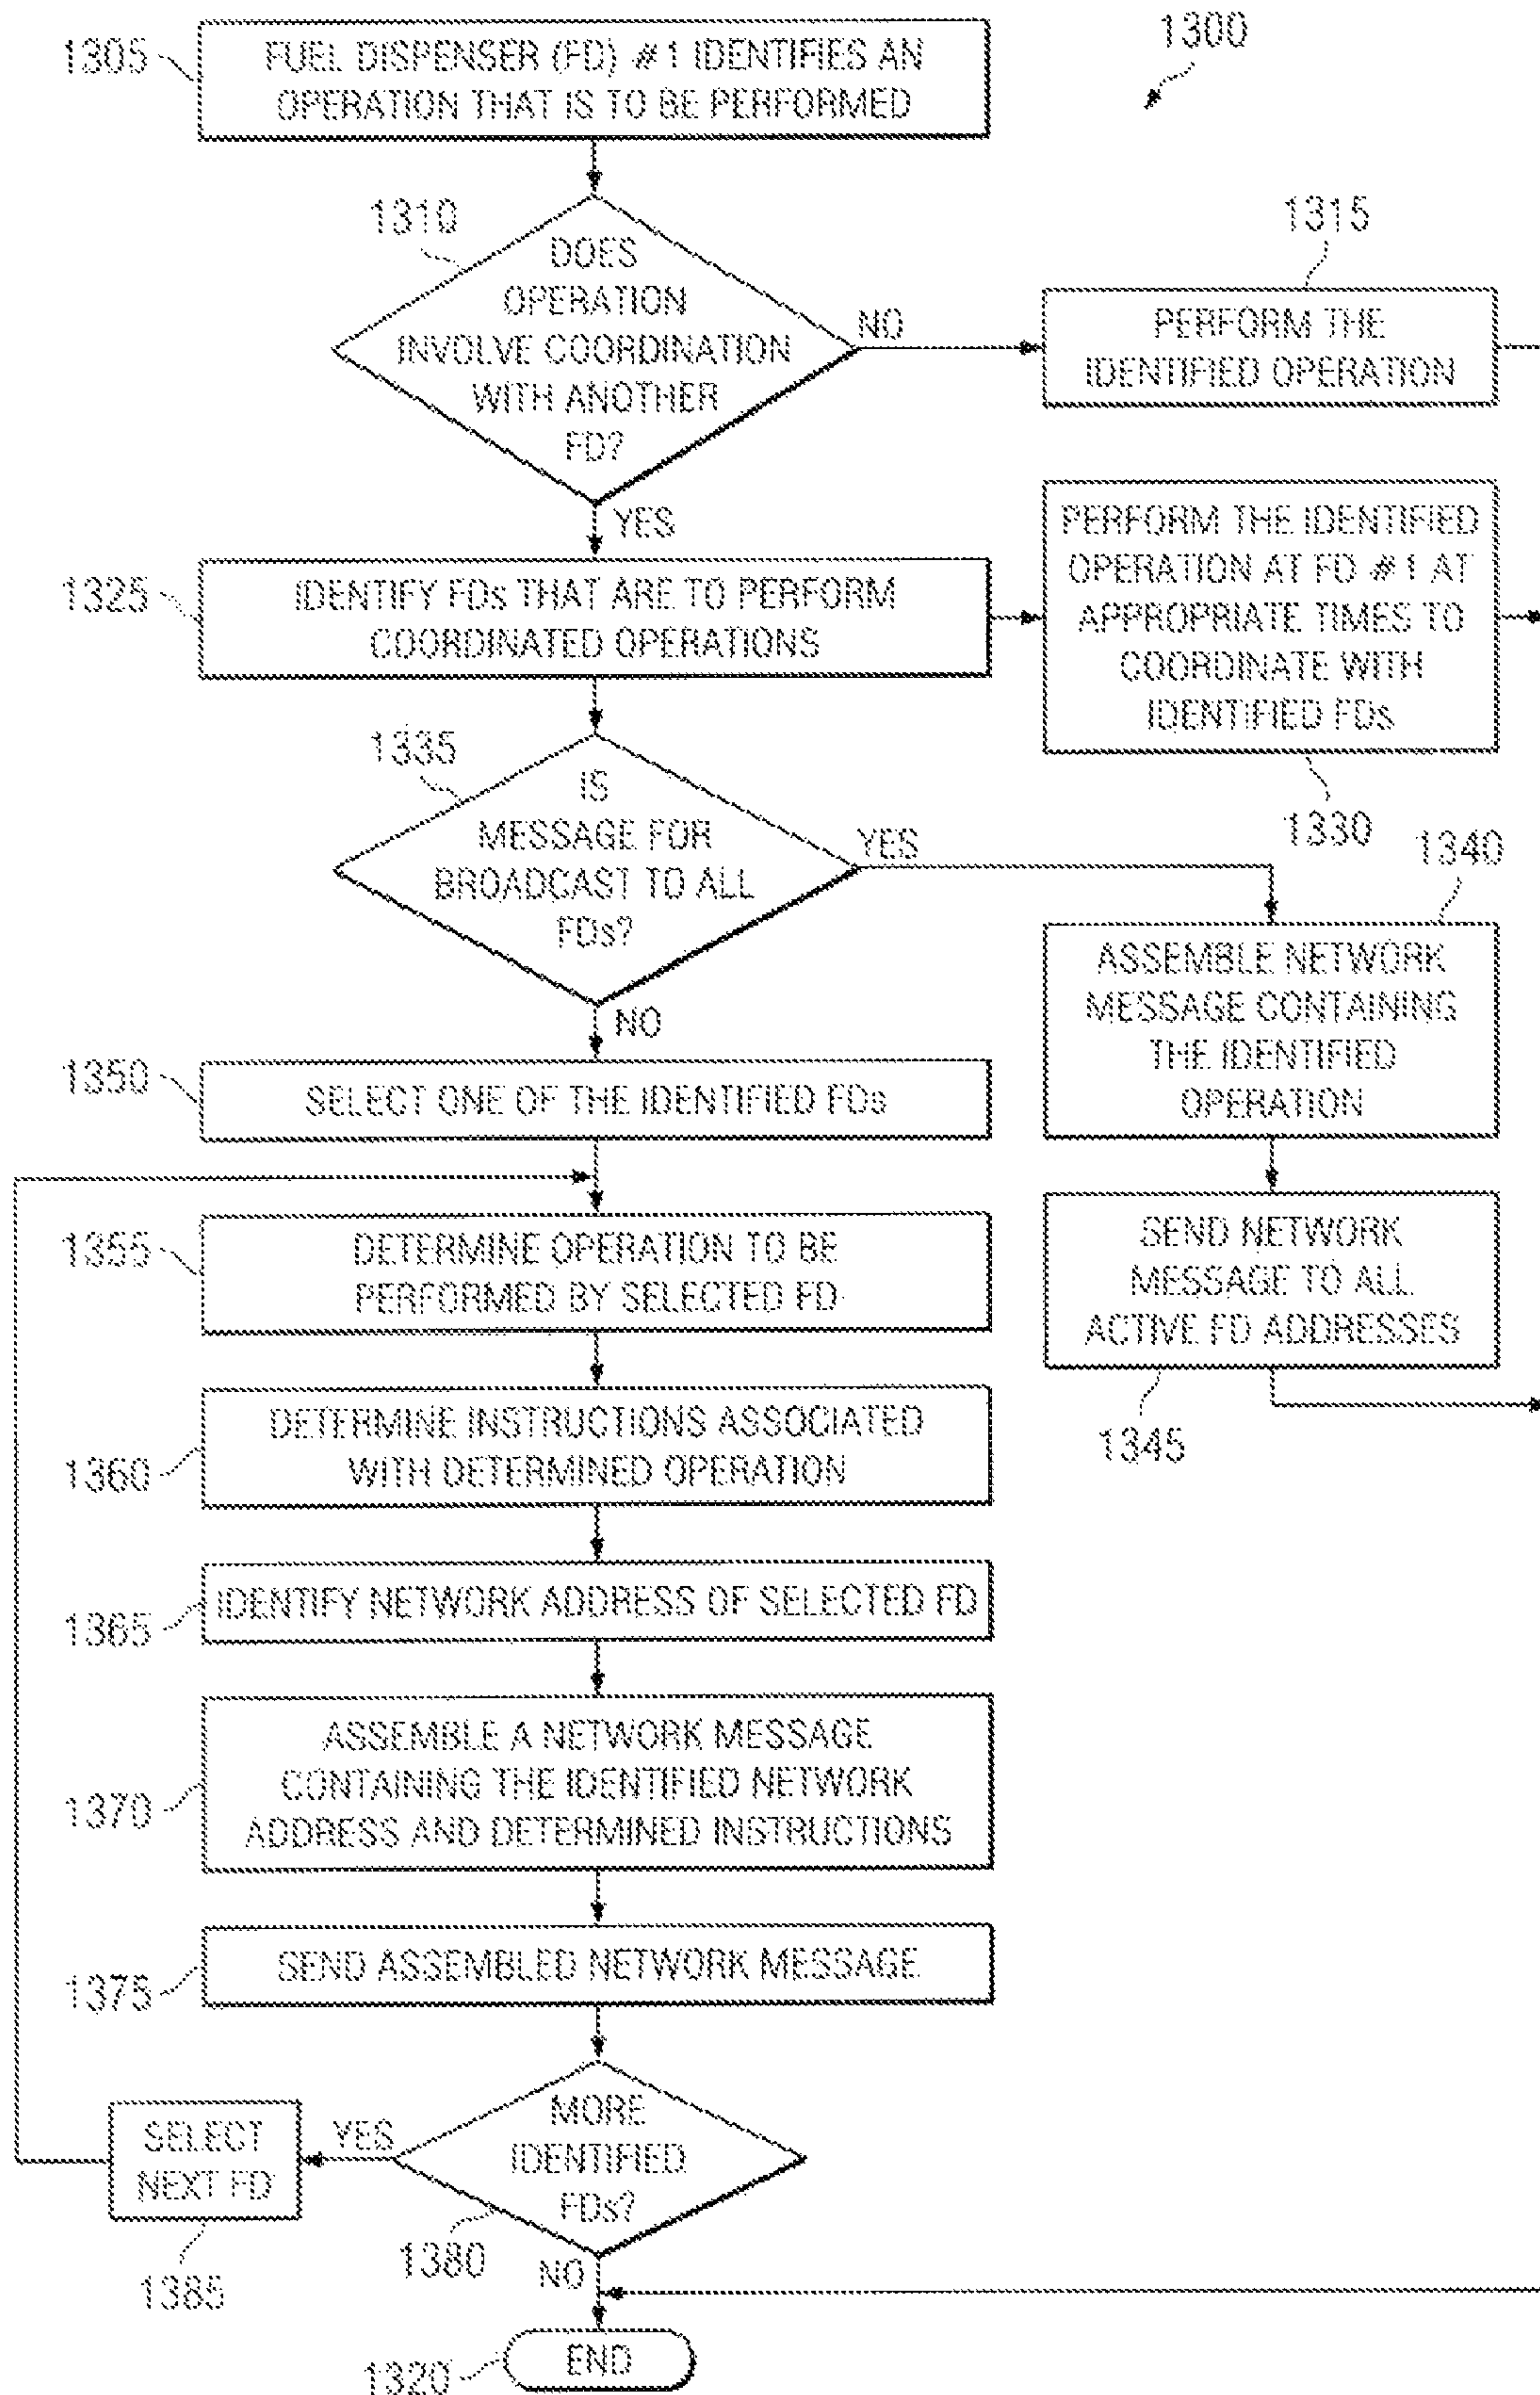 1300
1305
FUEL DISPENSER (FD) #1 IDENTIFIES AN
OPERATION THAT IS TO BE PERFORMED
1310
DOES
OPERATION
INVOLVE COORDINATION
WITH ANOTHER
FD?
NO
1315
PERFORM THE
IDENTIFIED OPERATION
YES
1325
IDENTIFY FDs THAT ARE TO PERFORM
COORDINATED OPERATIONS
PERFORM THE IDENTIFIED
OPERATION AT FD #1 AT
APPROPRIATE TIMES TO
COORDINATE WITH
IDENTIFIED FDs
1330
1335
IS
MESSAGE FOR
BROADCAST TO ALL
FDs?
YES
1340
ASSEMBLE NETWORK
MESSAGE CONTAINING
THE IDENTIFIED
OPERATION
NO
1350
SELECT ONE OF THE IDENTIFIED FDs
SEND NETWORK
MESSAGE TO ALL
ACTIVE FD ADDRESSES
1345
1355
DETERMINE OPERATION TO BE
PERFORMED BY SELECTED FD
1360
DETERMINE INSTRUCTIONS ASSOCIATED
WITH DETERMINED OPERATION
1365
IDENTIFY NETWORK ADDRESS OF SELECTED FD
1370
ASSEMBLE A NETWORK MESSAGE
CONTAINING THE IDENTIFIED NETWORK
ADDRESS AND DETERMINED INSTRUCTIONS
1375
SEND ASSEMBLED NETWORK MESSAGE
MORE
IDENTIFIED
FDs?
1380
YES
SELECT
NEXT FD
1385
NO
END
1320